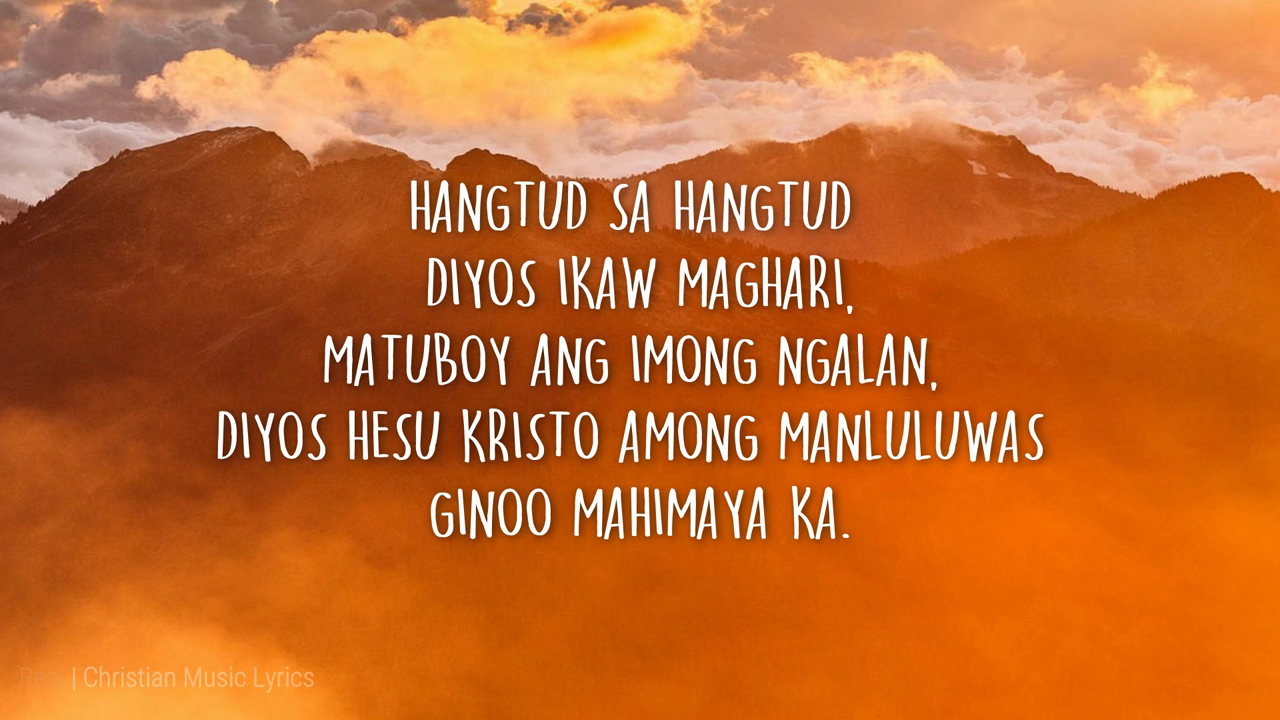 HANGTUD SA HANGTUD
DIYOS IKAW MAGHARI,
MATUBOY ANG IMONG NGALAN,
DIYOS HESU KRISTO AMONG MANLULUWAS
GINOO MAHIMAYA KA.
| Christian Music Lyrics